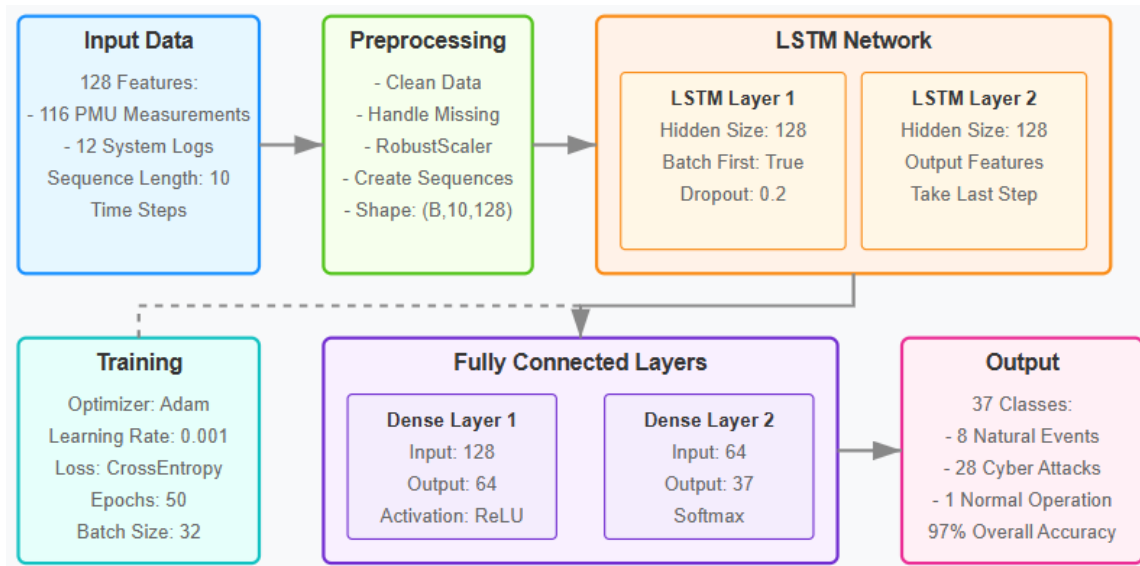 Input Data
128 Features:
- 116 PMU Measurements
- 12 System Logs
Sequence Length: 10
Time Steps
Preprocessing
- Clean Data
- Handle Missing
- RobustScaler
- Create Sequences
- Shape: (B,10,128)
LSTM Network
LSTM Layer 1
Hidden Size: 128
Batch First: True
Dropout: 0.2
LSTM Layer 2
Hidden Size: 128
Output Features
Take Last Step
Training
Optimizer: Adam
Learning Rate: 0.001
Loss: CrossEntropy
Epochs: 50
Batch Size: 32
Fully Connected Layers
Dense Layer 1
Input: 128
Output: 64
Activation: ReLU
Dense Layer 2
Input: 64
Output: 37
Softmax
Output
37 Classes:
- 8 Natural Events
- 28 Cyber Attacks
- 1 Normal Operation
97% Overall Accuracy